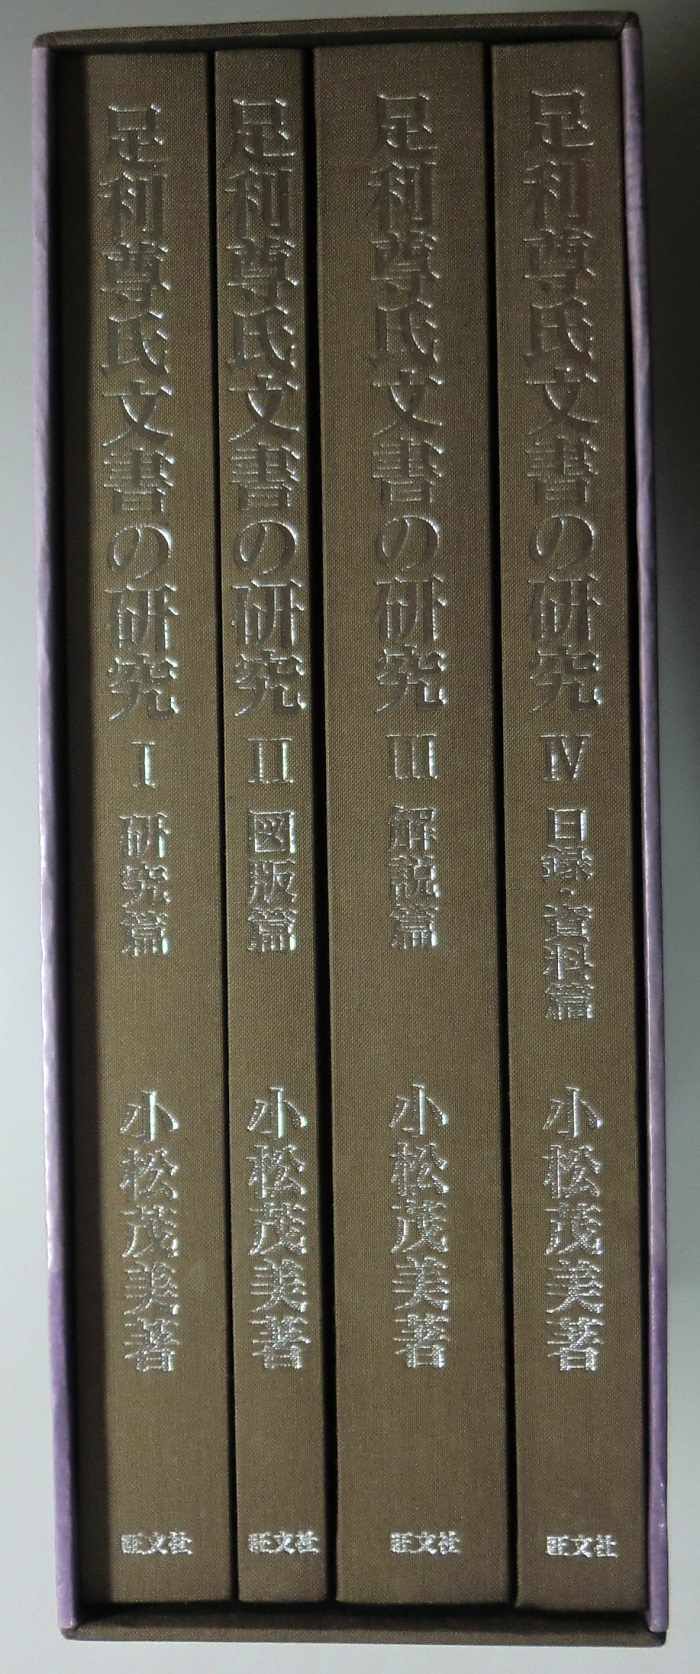 足利尊氏文書の研究 Ⅰ 研究篇 小松茂美著 旺文社
足利尊氏文書の研究 Ⅱ 図版篇 小松茂美著 旺文社
足利尊氏文書の研究 Ⅲ 解説篇 小松茂美著 旺文社
足利尊氏文書の研究 Ⅳ 目録・資料篇 小松茂美著 旺文社